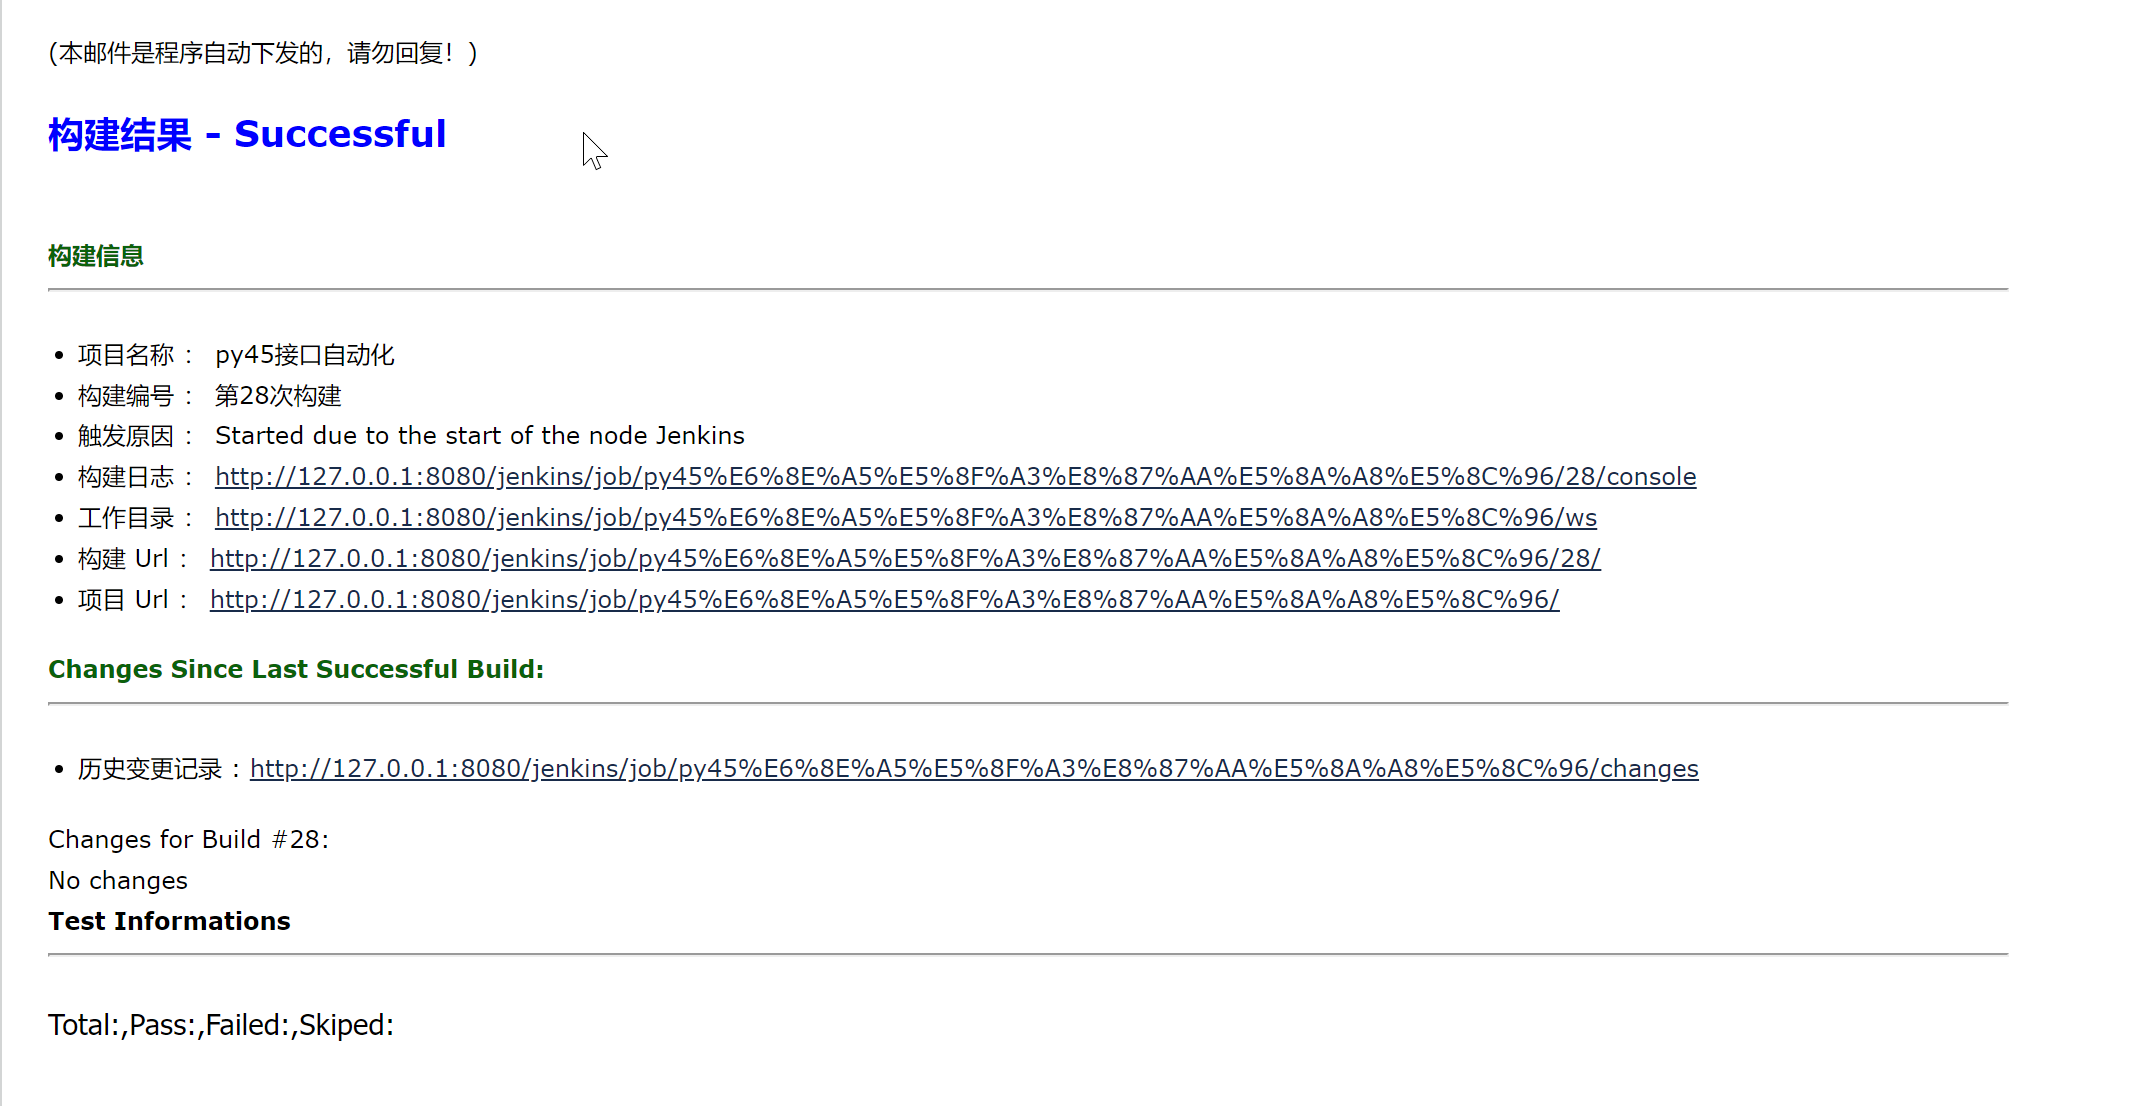 (本邮件是程序自动下发的，请勿回复！)
构建结果 - Successful
构建信息
项目名称 ： py45接口自动化
构建编号 ： 第28次构建
触发原因 ： Started due to the start of the node Jenkins
构建日志 ： http://127.0.0.1:8080/jenkins/job/py45%E6%8E%A5%E5%8F%A3%E8%87%AA%E5%8A%A8%E5%8C%96/28/console
工作目录 ： http://127.0.0.1:8080/jenkins/job/py45%E6%8E%A5%E5%8F%A3%E8%87%AA%E5%8A%A8%E5%8C%96/ws
构建 Url ： http://127.0.0.1:8080/jenkins/job/py45%E6%8E%A5%E5%8F%A3%E8%87%AA%E5%8A%A8%E5%8C%96/28/
项目 Url ： http://127.0.0.1:8080/jenkins/job/py45%E6%8E%A5%E5%8F%A3%E8%87%AA%E5%8A%A8%E5%8C%96/
Changes Since Last Successful Build:
历史变更记录 : http://127.0.0.1:8080/jenkins/job/py45%E6%8E%A5%E5%8F%A3%E8%87%AA%E5%8A%A8%E5%8C%96/changes
Changes for Build #28:
No changes
Test Informations
Total:,Pass:,Failed:,Skiped: